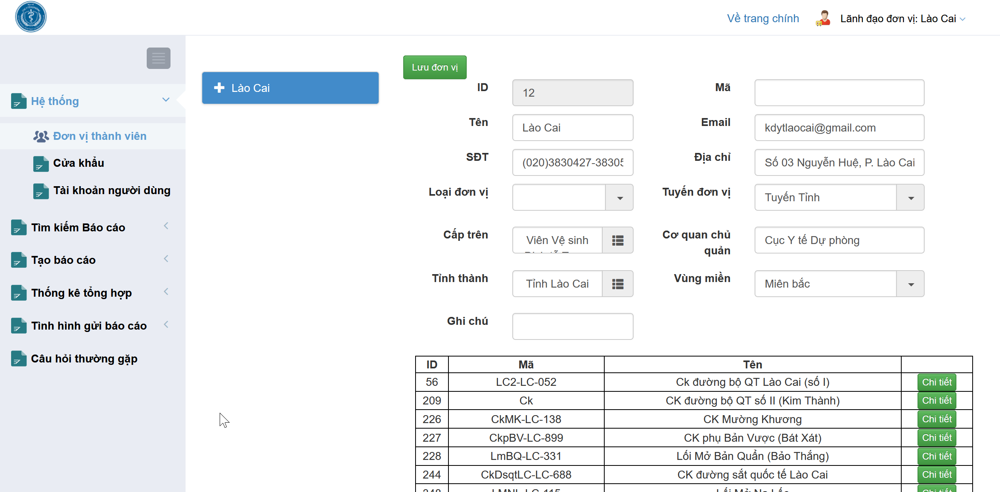 Về trang chính
Lãnh đạo đơn vị: Lào Cai
Hệ thống
Đơn vị thành viên
Cửa khẩu
Tài khoản người dùng
Tìm kiếm Báo cáo
Tạo báo cáo
Thống kê tổng hợp
Tình hình gửi báo cáo
Câu hỏi thường gặp
Lào Cai
Lưu đơn vị
ID 12
Mã
Tên Lào Cai
Email kdytlaocai@gmail.com
SĐT (020)3830427-38305
Địa chỉ Số 03 Nguyễn Huệ, P. Lào Cai
Loại đơn vị
Tuyến đơn vị Tuyến Tỉnh
Cấp trên Viên Vệ sinh
Cơ quan chủ quản Cục Y tế Dự phòng
Tỉnh thành Tỉnh Lào Cai
Vùng miền Miên bắc
Ghi chú
ID Mã Tên
56 LC2-LC-052 Ck đường bộ QT Lào Cai (số I) Chi tiết
209 Ck CK đường bộ QT số II (Kim Thành) Chi tiết
226 CkMK-LC-138 CK Mường Khương Chi tiết
227 CkpBV-LC-899 CK phụ Bản Vược (Bát Xát) Chi tiết
228 LmBQ-LC-331 Lối Mở Bản Quẩn (Bảo Thắng) Chi tiết
244 CkDsqtLC-LC-688 CK đường sắt quốc tế Lào Cai Chi tiết